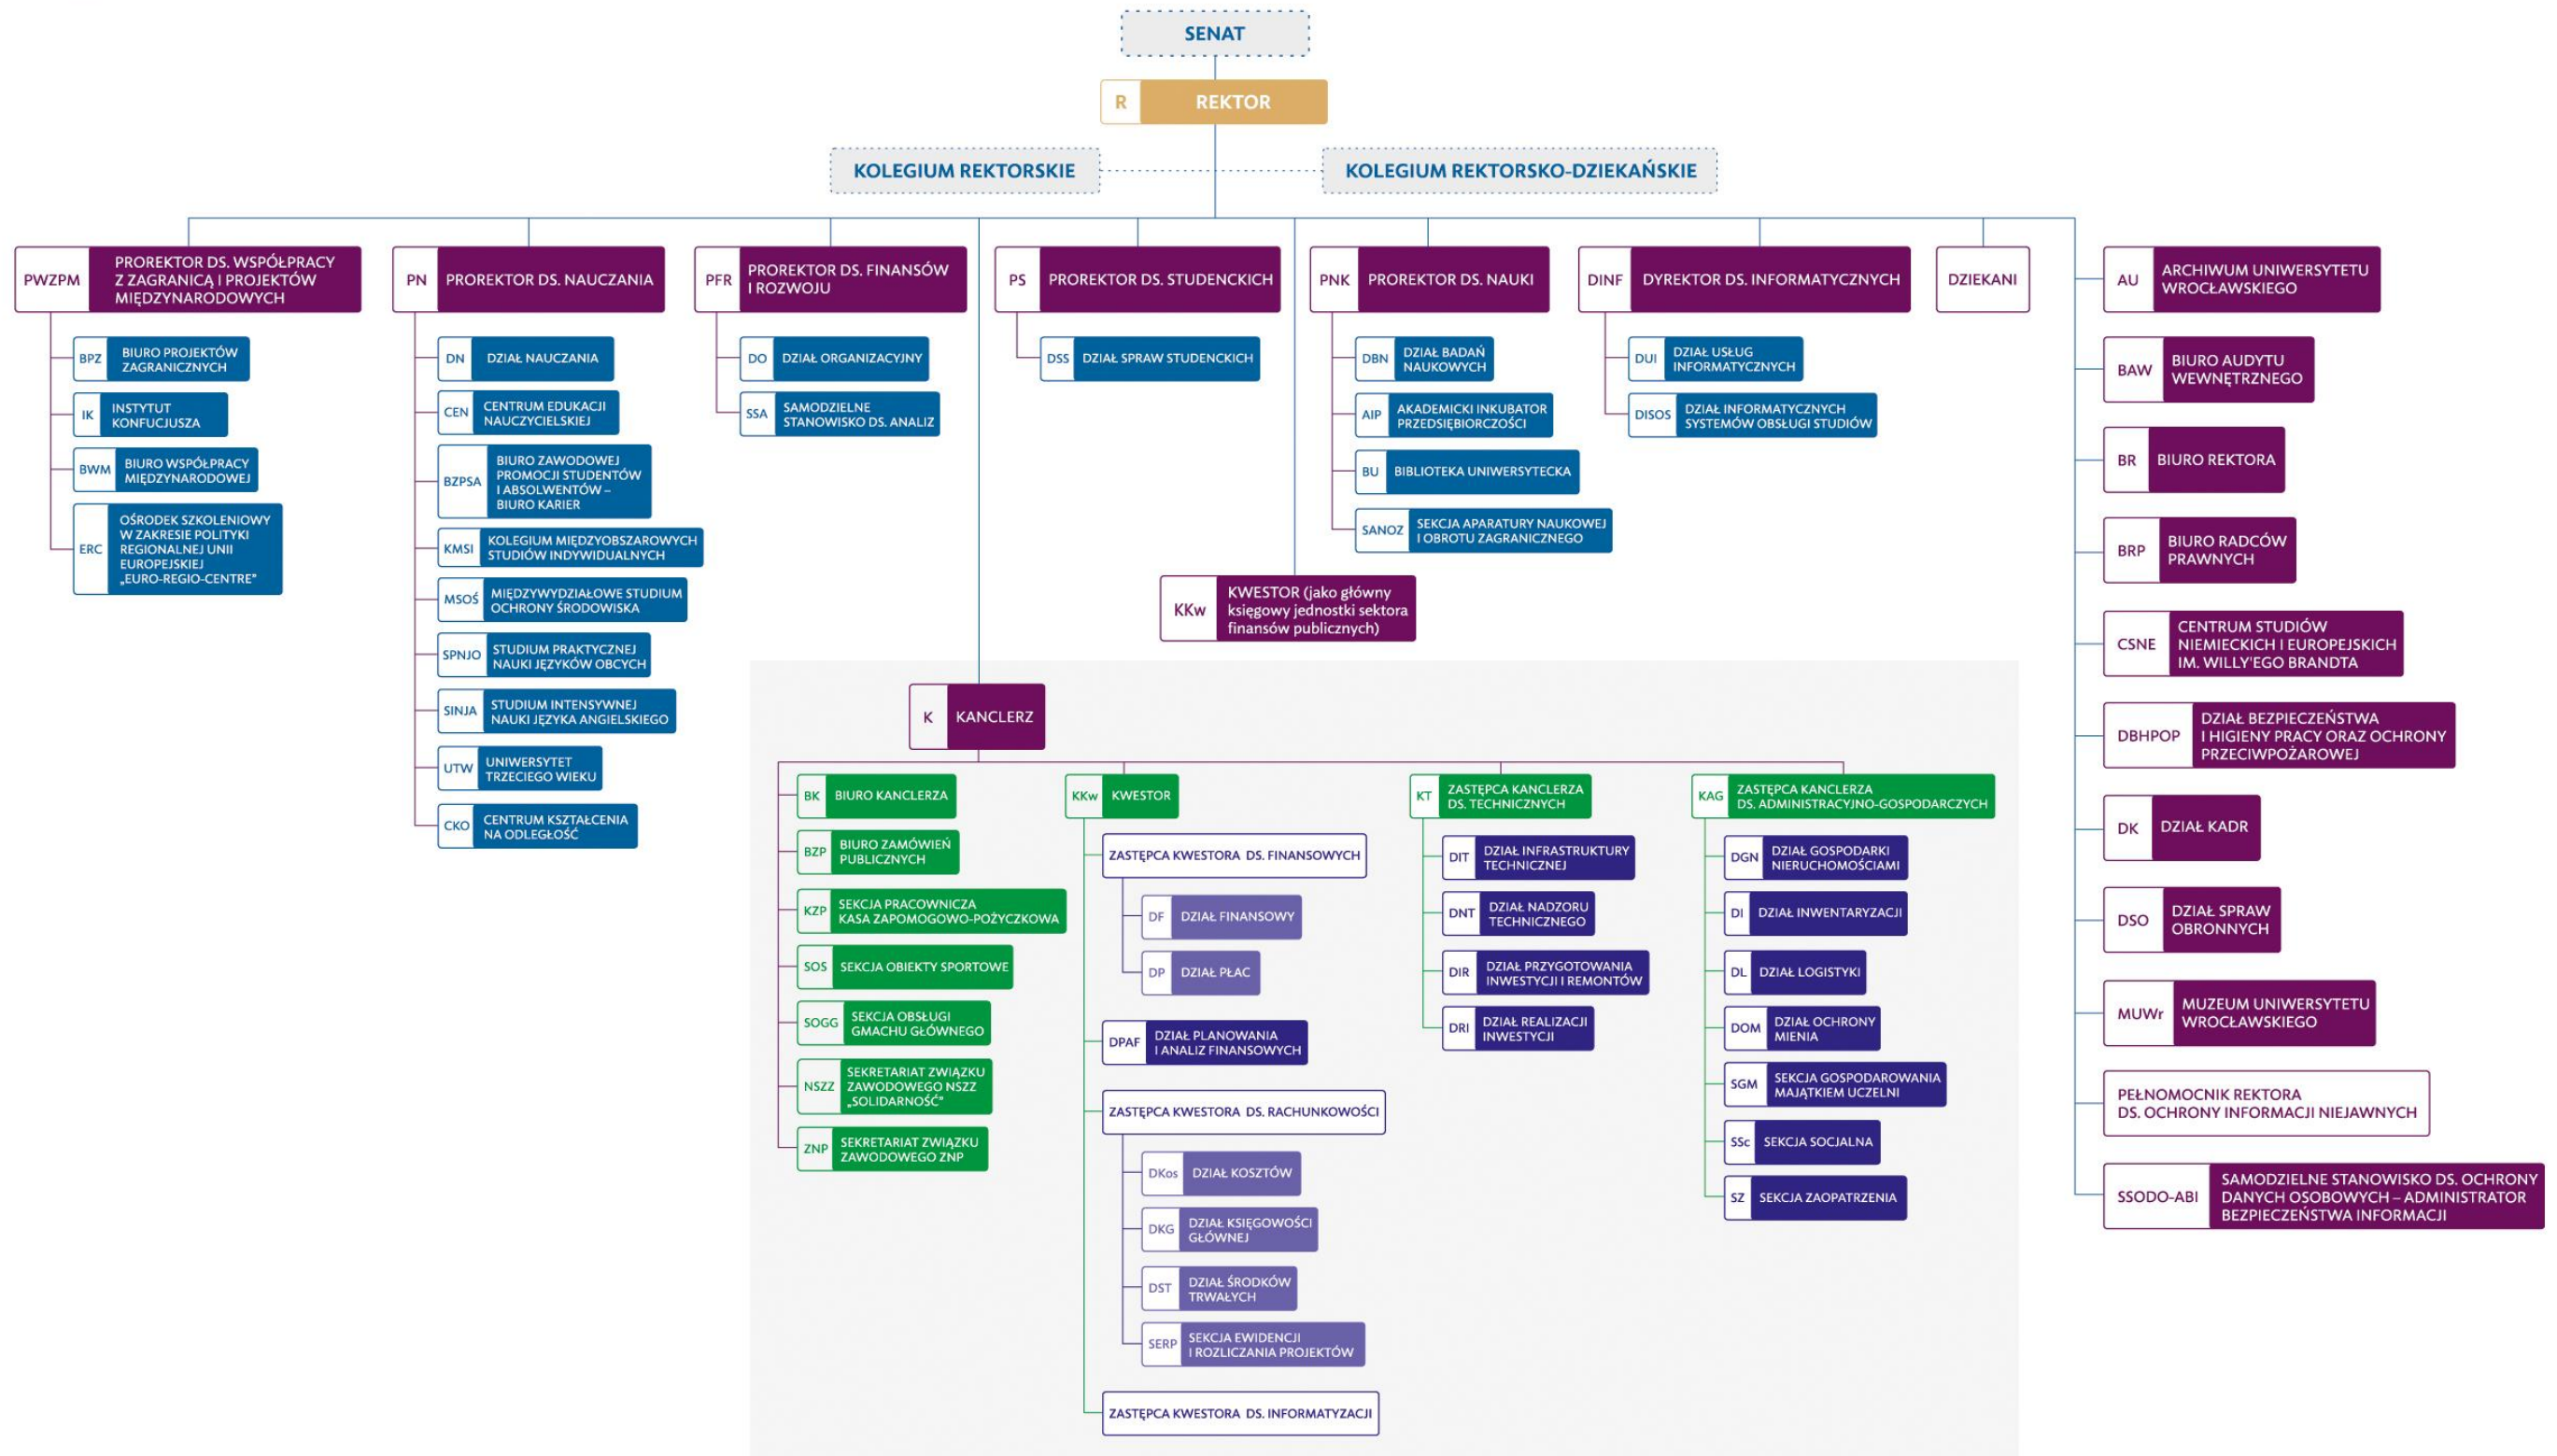 SENAT
R REKTOR
KOLEGIUM REKTORSKIE
KOLEGIUM REKTORSKO-DZIEKAŃSKIE
PWZPM
PROREKTOR DS. WSPÓŁPRACY
Z ZAGRANICĄ I PROJEKTÓW
MIĘDZYNARODOWYCH
BPZ
BIURO PROJEKTÓW
ZAGRANICZNYCH
IK
INSTYTUT
KONFUCJUSZA
BWM
BIURO WSPÓŁPRACY
MIĘDZYNARODOWEJ
ERC
OŚRODEK SZKOLENIOWY
W ZAKRESIE POLITYKI
REGIONALNEJ UNII
EUROPEJSKIEJ
„EURO-REGIO-CENTRE”
PN PROREKTOR DS. NAUCZANIA
DN DZIAŁ NAUCZANIA
CEN
CENTRUM EDUKACJI
NAUCZYCIELSKIEJ
BZPSA
BIURO ZAWODOWEJ
PROMOCJI STUDENTÓW
I ABSOLWENTÓW –
BIURO KARIER
KMSI
KOLEGIUM MIĘDZYOBSZAROWYCH
STUDIÓW INDYWIDUALNYCH
MSOŚ
MIĘDZYWYDZIAŁOWE STUDIUM
OCHRONY ŚRODOWISKA
SPNJO
STUDIUM PRAKTYCZNEJ
NAUKI JĘZYKÓW OBCYCH
SINJA
STUDIUM INTENSYWNEJ
NAUKI JĘZYKA ANGIELSKIEGO
UTW
UNIWERSYTET
TRZECIEGO WIEKU
CKO
CENTRUM KSZTAŁCENIA
NA ODLEGŁOŚĆ
PFR
PROREKTOR DS. FINANSÓW
I ROZWOJU
DO DZIAŁ ORGANIZACYJNY
SSA
SAMODZIELNE
STANOWISKO DS. ANALIZ
PS PROREKTOR DS. STUDENCKICH
DSS DZIAŁ SPRAW STUDENCKICH
PNK PROREKTOR DS. NAUKI
DBN
DZIAŁ BADAŃ
NAUKOWYCH
AIP
AKADEMICKI INKUBATOR
PRZEDSIĘBIORCZOŚCI
BU BIBLIOTEKA UNIWERSYTECKA
SANOZ
SEKCJA APARATURY NAUKOWEJ
I OBROTU ZAGRANICZNEGO
DINF DYREKTOR DS. INFORMATYCZNYCH
DUI
DZIAŁ USŁUG
INFORMATYCZNYCH
DISOS
DZIAŁ INFORMATYCZNYCH
SYSTEMÓW OBSŁUGI STUDIÓW
DZIEKANI
KKw
KWESTOR (jako główny
księgowy jednostki sektora
finansów publicznych)
K KANCLERZ
BK BIURO KANCLERZA
BZP
BIURO ZAMÓWIEŃ
PUBLICZNYCH
KZP
SEKCJA PRACOWNICZA
KASA ZAPOMOGOWO-POŻYCZKOWA
SOS SEKCJA OBIEKTY SPORTOWE
SOGG
SEKCJA OBSŁUGI
GMACHU GŁÓWNEGO
NSZZ
SEKRETARIAT ZWIĄZKU
ZAWODOWEGO NSZZ
„SOLIDARNOŚĆ”
ZNP
SEKRETARIAT ZWIĄZKU
ZAWODOWEGO ZNP
KKw KWESTOR
ZASTĘPCA KWESTORA DS. FINANSOWYCH
DF DZIAŁ FINANSOWY
DP DZIAŁ PŁAC
DPAF
DZIAŁ PLANOWANIA
I ANALIZ FINANSOWYCH
ZASTĘPCA KWESTORA DS. RACHUNKOWOŚCI
DKos DZIAŁ KOSZTÓW
DKG
DZIAŁ KSIĘGOWOŚCI
GŁÓWNEJ
DST
DZIAŁ ŚRODKÓW
TRWAŁYCH
SERP
SEKCJA EWIDENCJI
I ROZLICZANIA PROJEKTÓW
ZASTĘPCA KWESTORA DS. INFORMATYZACJI
KT
ZASTĘPCA KANCLERZA
DS. TECHNICZNYCH
DIT
DZIAŁ INFRASTRUKTURY
TECHNICZNEJ
DNT
DZIAŁ NADZORU
TECHNICZNEGO
DIR
DZIAŁ PRZYGOTOWANIA
INWESTYCJI I REMONTÓW
DRI
DZIAŁ REALIZACJI
INWESTYCJI
KAG
ZASTĘPCA KANCLERZA
DS. ADMINISTRACYJNO-GOSPODARCZYCH
DGN
DZIAŁ GOSPODARKI
NIERUCHOMOŚCIAMI
DI DZIAŁ INWENTARYZACJI
DL DZIAŁ LOGISTYKI
DOM
DZIAŁ OCHRONY
MIENIA
SGM
SEKCJA GOSPODAROWANIA
MAJĄTKIEM UCZELNI
SSc SEKCJA SOCJALNA
SZ SEKCJA ZAOPATRZENIA
AU
ARCHIWUM UNIWERSYTETU
WROCŁAWSKIEGO
BAW
BIURO AUDYTU
WEWNĘTRZNEGO
BR BIURO REKTORA
BRP
BIURO RADCÓW
PRAWNYCH
CSNE
CENTRUM STUDIÓW
NIEMIECKICH I EUROPEJSKICH
IM. WILLY'EGO BRANDTA
DBHPOP
DZIAŁ BEZPIECZEŃSTWA
I HIGIENY PRACY ORAZ OCHRONY
PRZECIWPOŻAROWEJ
DK DZIAŁ KADR
DSO
DZIAŁ SPRAW
OBRONNYCH
MUWr
MUZEUM UNIWERSYTETU
WROCŁAWSKIEGO
PEŁNOMOCNIK REKTORA
DS. OCHRONY INFORMACJI NIEJAWNYCH
SSODO-ABI
SAMODZIELNE STANOWISKO DS. OCHRONY
DANYCH OSOBOWYCH – ADMINISTRATOR
BEZPIECZEŃSTWA INFORMACJI